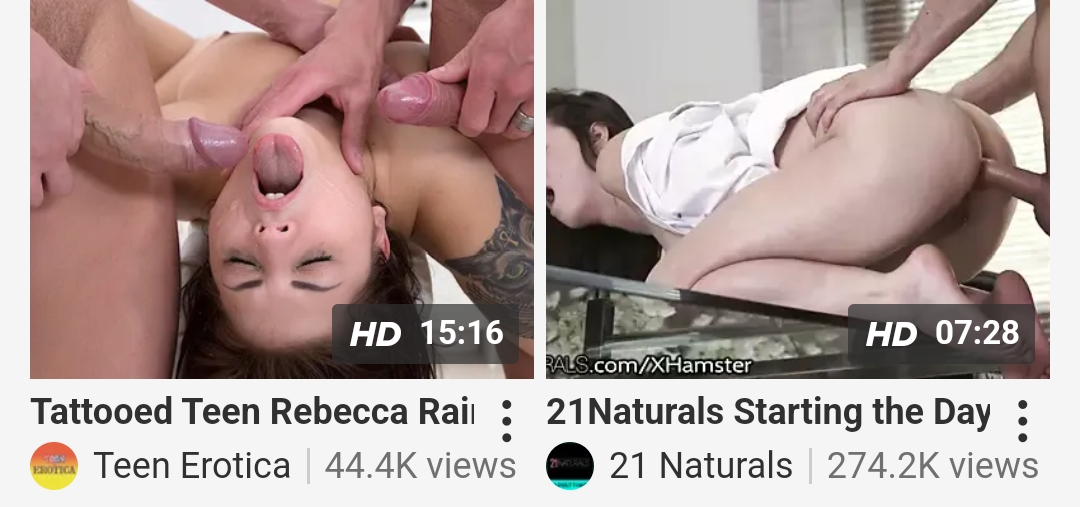 HD 15:16
HD 07:28
RALS.com/XHamster
Tattooed Teen Rebecca Rai
21Naturals Starting the Day
Teen Erotica | 44.4K views
21 Naturals | 274.2K views